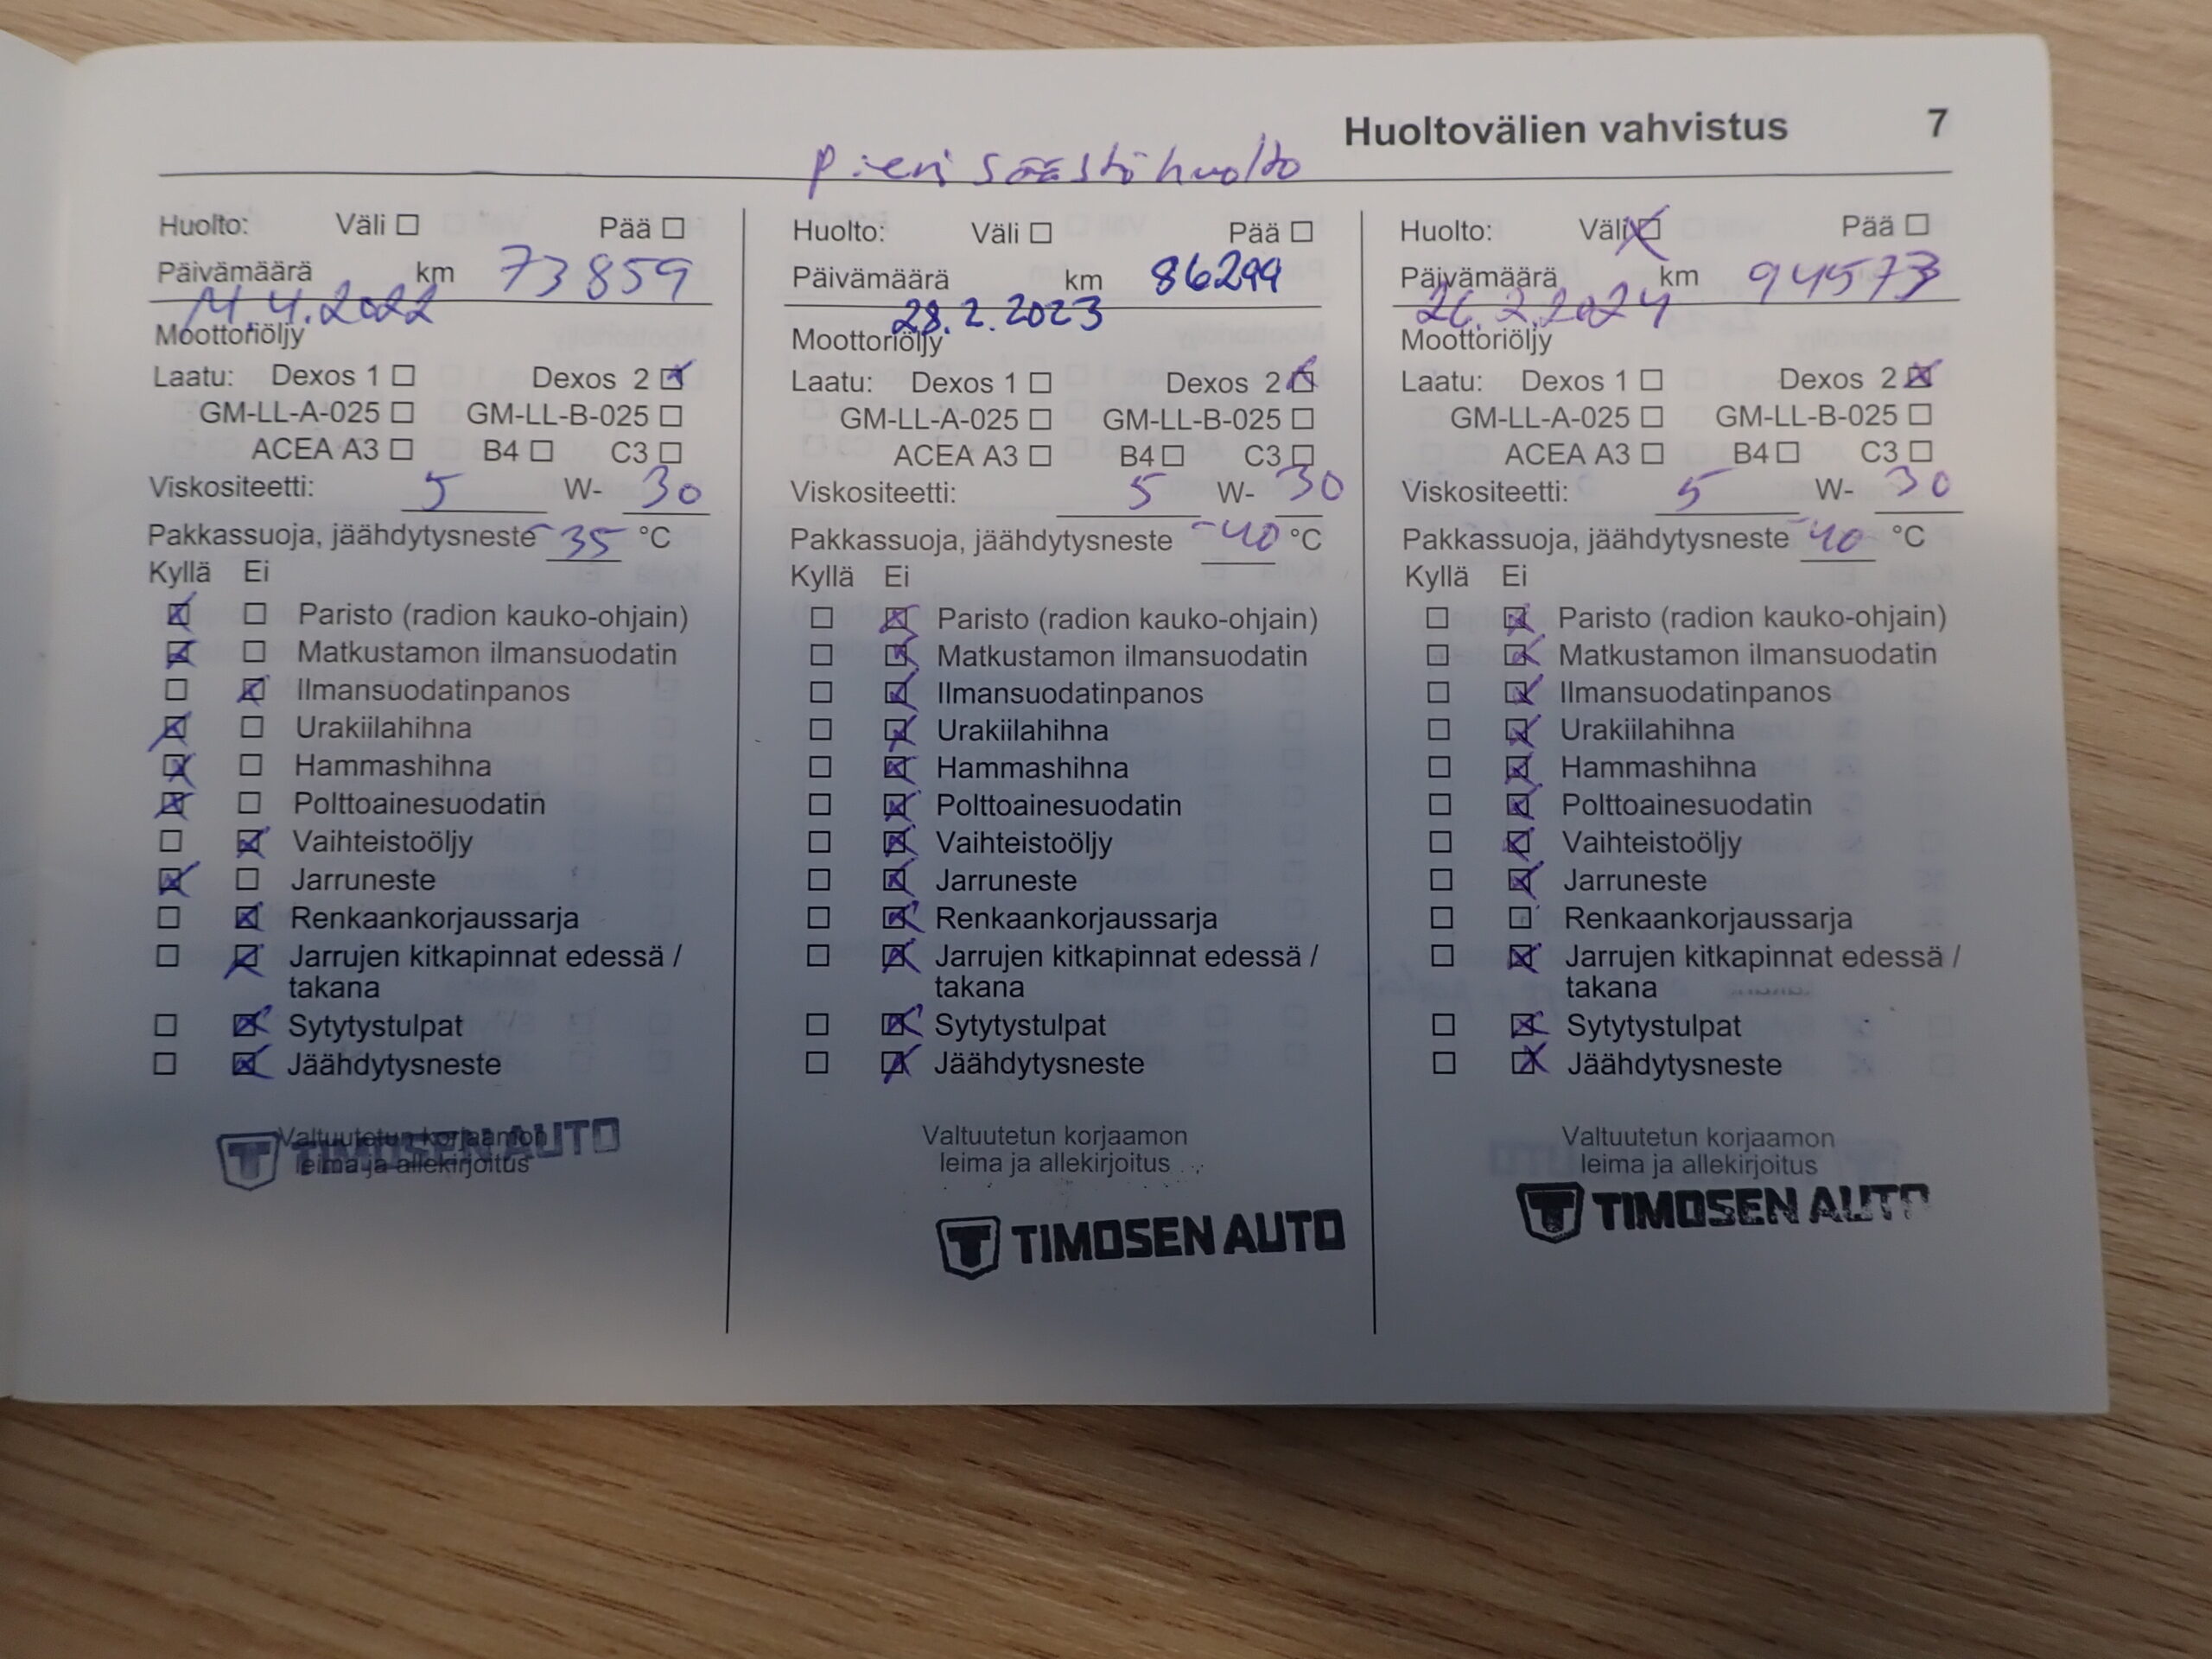 Huoltovälien vahvistus 7
Pieni säästöhuolto
Huolto: Väli ☐ Pää ☐
Päivämäärä km 73859
11.4.2022
Moottoriöljy
Laatu: Dexos 1 ☐ Dexos 2 ☒
GM-LL-A-025 ☐ GM-LL-B-025 ☐
ACEA A3 ☐ B4 ☐ C3 ☐
Viskositeetti: 5 W- 30
Pakkassuoja, jäähdytysneste -35 °C
Kyllä Ei
☒ ☐ Paristo (radion kauko-ohjain)
☒ ☐ Matkustamon ilmansuodatin
☐ ☒ Ilmansuodatinpanos
☒ ☐ Urakiilahihna
☒ ☐ Hammashihna
☒ ☐ Polttoainesuodatin
☐ ☒ Vaihteistoöljy
☒ ☐ Jarruneste
☐ ☒ Renkaankorjaussarja
☐ ☒ Jarrujen kitkapinnat edessä /
takana
☐ ☒ Sytytystulpat
☐ ☒ Jäähdytysneste
Valtuutetun korjaamon
leima ja allekirjoitus
TIMOSEN AUTO
Huolto: Väli ☐ Pää ☐
Päivämäärä km 86299
28.2.2023
Moottoriöljy
Laatu: Dexos 1 ☐ Dexos 2 ☒
GM-LL-A-025 ☐ GM-LL-B-025 ☐
ACEA A3 ☐ B4 ☐ C3 ☐
Viskositeetti: 5 W- 30
Pakkassuoja, jäähdytysneste -40 °C
Kyllä Ei
☐ ☒ Paristo (radion kauko-ohjain)
☐ ☒ Matkustamon ilmansuodatin
☐ ☒ Ilmansuodatinpanos
☐ ☒ Urakiilahihna
☐ ☒ Hammashihna
☐ ☒ Polttoainesuodatin
☐ ☒ Vaihteistoöljy
☐ ☒ Jarruneste
☐ ☒ Renkaankorjaussarja
☐ ☒ Jarrujen kitkapinnat edessä /
takana
☐ ☒ Sytytystulpat
☐ ☒ Jäähdytysneste
Valtuutetun korjaamon
leima ja allekirjoitus
TIMOSEN AUTO
Huolto: Väli ☒ Pää ☐
Päivämäärä km 94573
26.2.2024
Moottoriöljy
Laatu: Dexos 1 ☐ Dexos 2 ☒
GM-LL-A-025 ☐ GM-LL-B-025 ☐
ACEA A3 ☐ B4 ☐ C3 ☐
Viskositeetti: 5 W- 30
Pakkassuoja, jäähdytysneste -40 °C
Kyllä Ei
☐ ☒ Paristo (radion kauko-ohjain)
☐ ☒ Matkustamon ilmansuodatin
☐ ☒ Ilmansuodatinpanos
☐ ☒ Urakiilahihna
☐ ☒ Hammashihna
☐ ☒ Polttoainesuodatin
☐ ☒ Vaihteistoöljy
☐ ☒ Jarruneste
☐ ☐ Renkaankorjaussarja
☐ ☒ Jarrujen kitkapinnat edessä /
takana
☐ ☒ Sytytystulpat
☐ ☒ Jäähdytysneste
Valtuutetun korjaamon
leima ja allekirjoitus
TIMOSEN AUTO